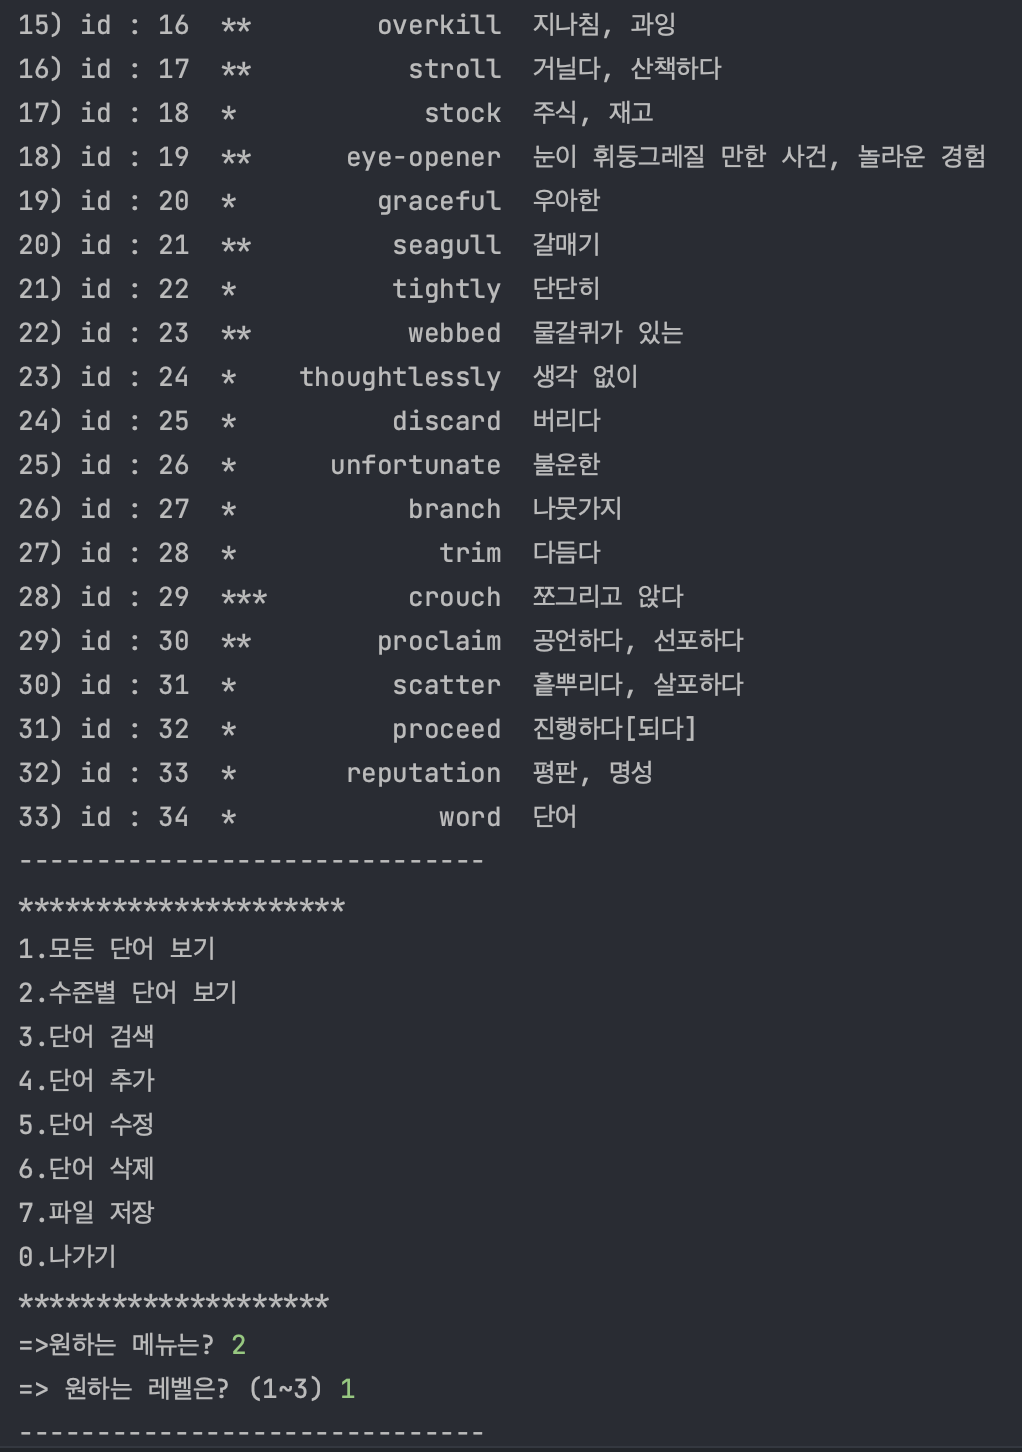 15) id : 16  **        overkill  지나침, 과잉
16) id : 17  **          stroll  거닐다, 산책하다
17) id : 18  *            stock  주식, 재고
18) id : 19  **      eye-opener  눈이 휘둥그레질 만한 사건, 놀라운 경험
19) id : 20  *         graceful  우아한
20) id : 21  **         seagull  갈매기
21) id : 22  *          tightly  단단히
22) id : 23  **          webbed  물갈퀴가 있는
23) id : 24  *    thoughtlessly  생각 없이
24) id : 25  *          discard  버리다
25) id : 26  *      unfortunate  불운한
26) id : 27  *           branch  나뭇가지
27) id : 28  *             trim  다듬다
28) id : 29  ***         crouch  쪼그리고 앉다
29) id : 30  **        proclaim  공언하다, 선포하다
30) id : 31  *          scatter  흩뿌리다, 살포하다
31) id : 32  *          proceed  진행하다[되다]
32) id : 33  *       reputation  평판, 명성
33) id : 34  *             word  단어
------------------------------
*********************
1.모든 단어 보기
2.수준별 단어 보기
3.단어 검색
4.단어 추가
5.단어 수정
6.단어 삭제
7.파일 저장
0.나가기
********************
=>원하는 메뉴는? 2
=> 원하는 레벨은? (1~3) 1
------------------------------